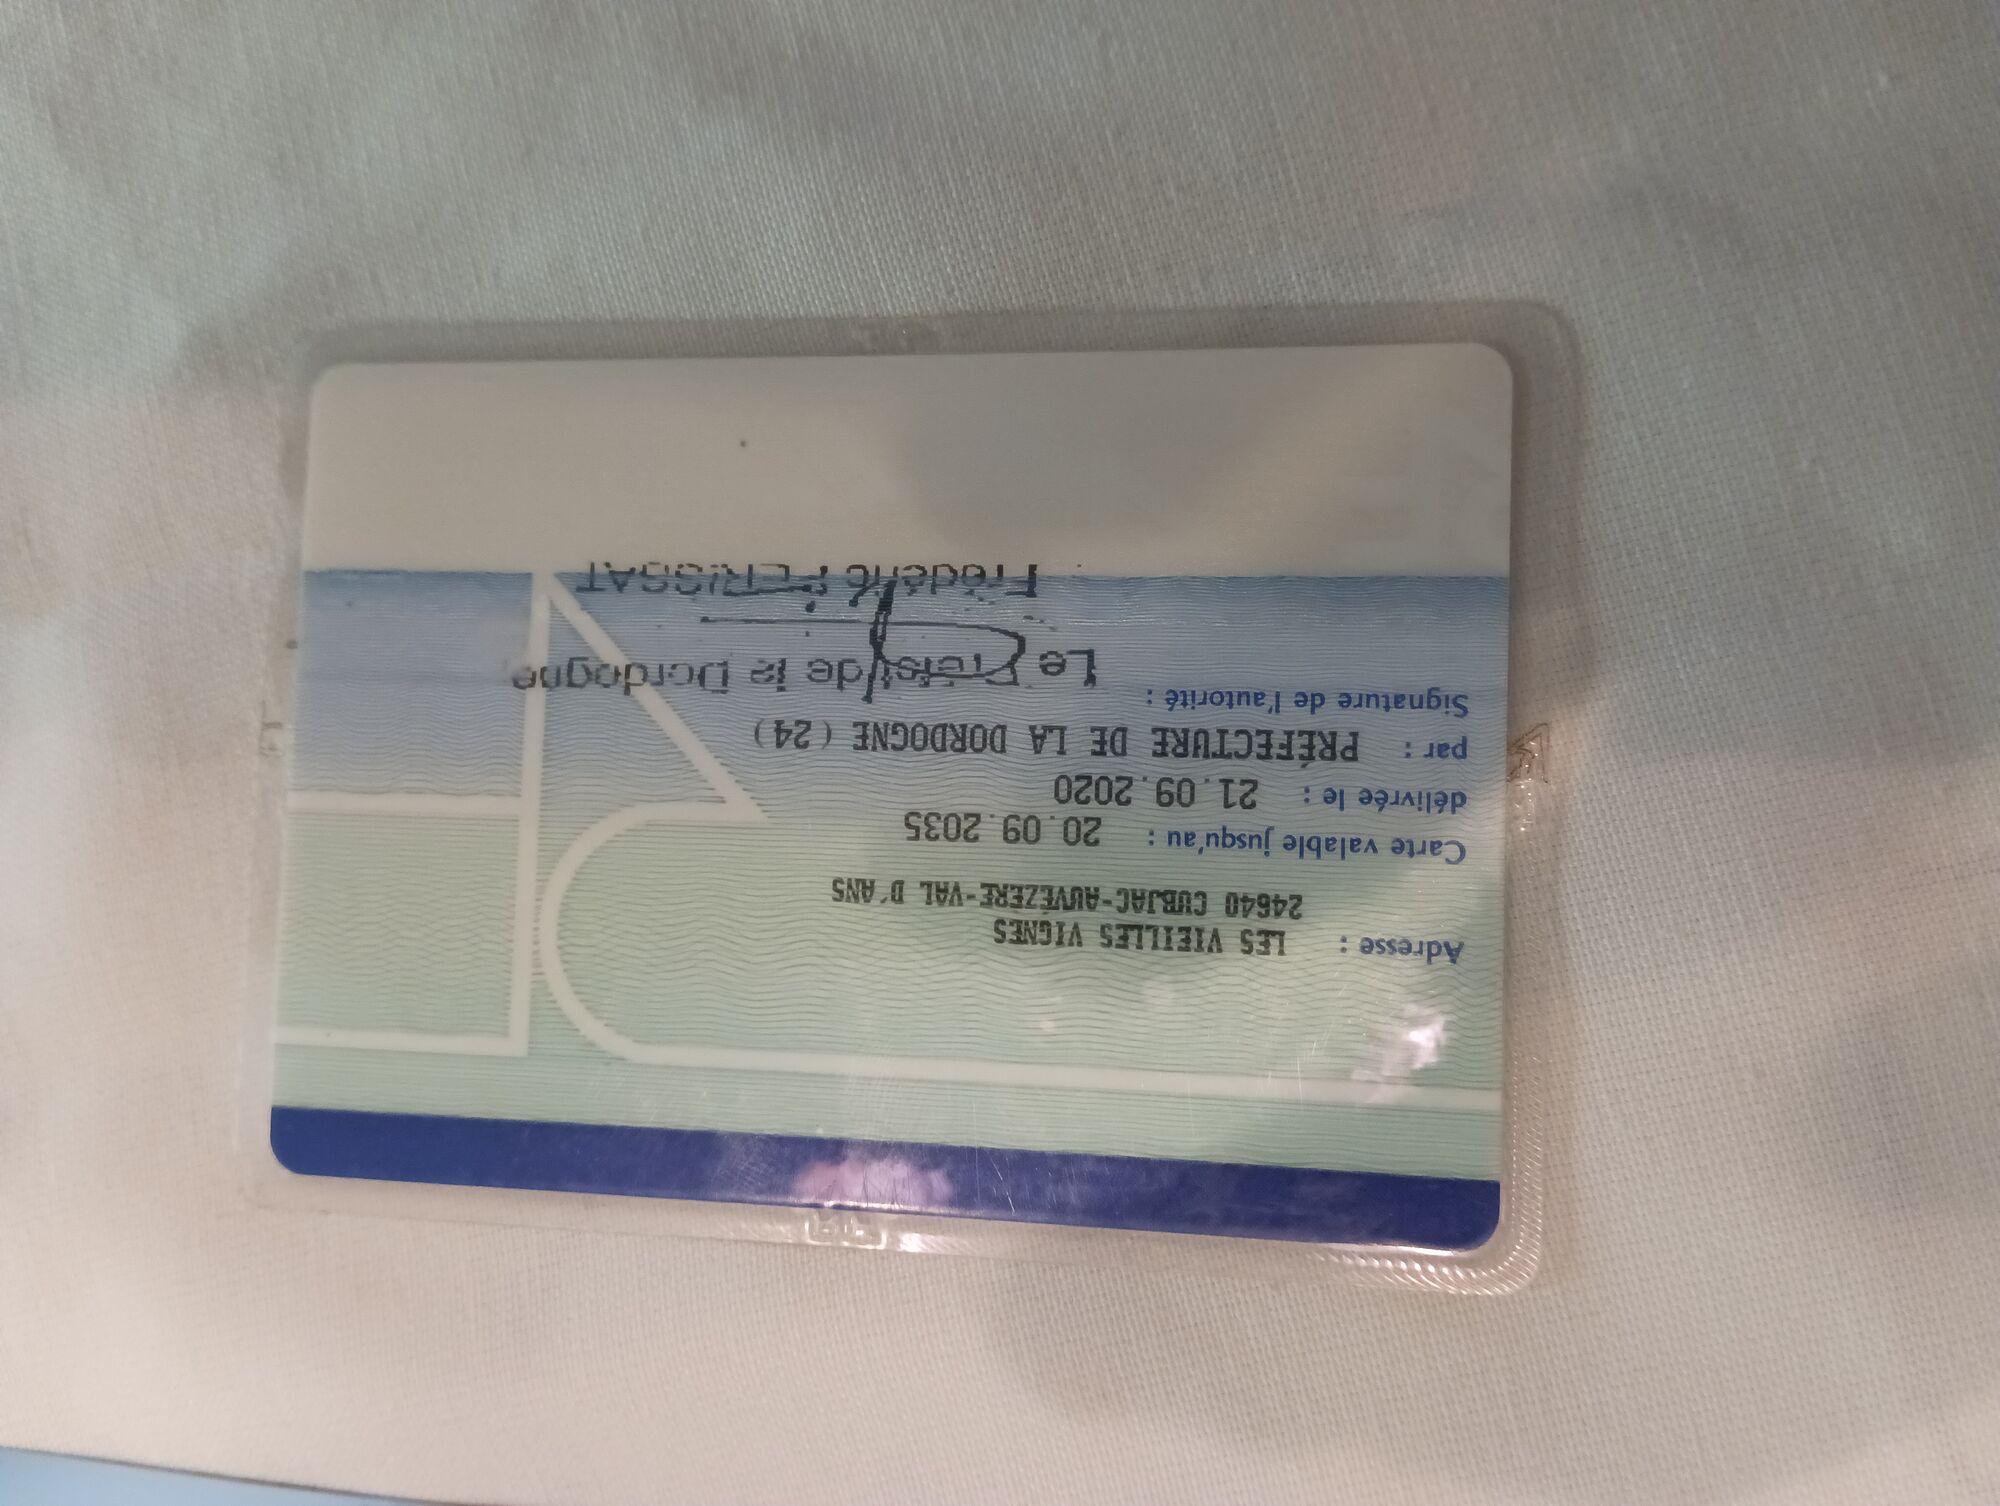 Adresse : LES VIEILLES VIGNES
24640 CUBJAC-AUVÉZÈRE-VAL D'ANS
Carte valable jusqu'au : 20.09.2035
délivrée le : 21.09.2020
par : PRÉFECTURE DE LA DORDOGNE (24)
Signature de l'autorité :
Le Préfet de la Dordogne
Frédéric PERISSAT